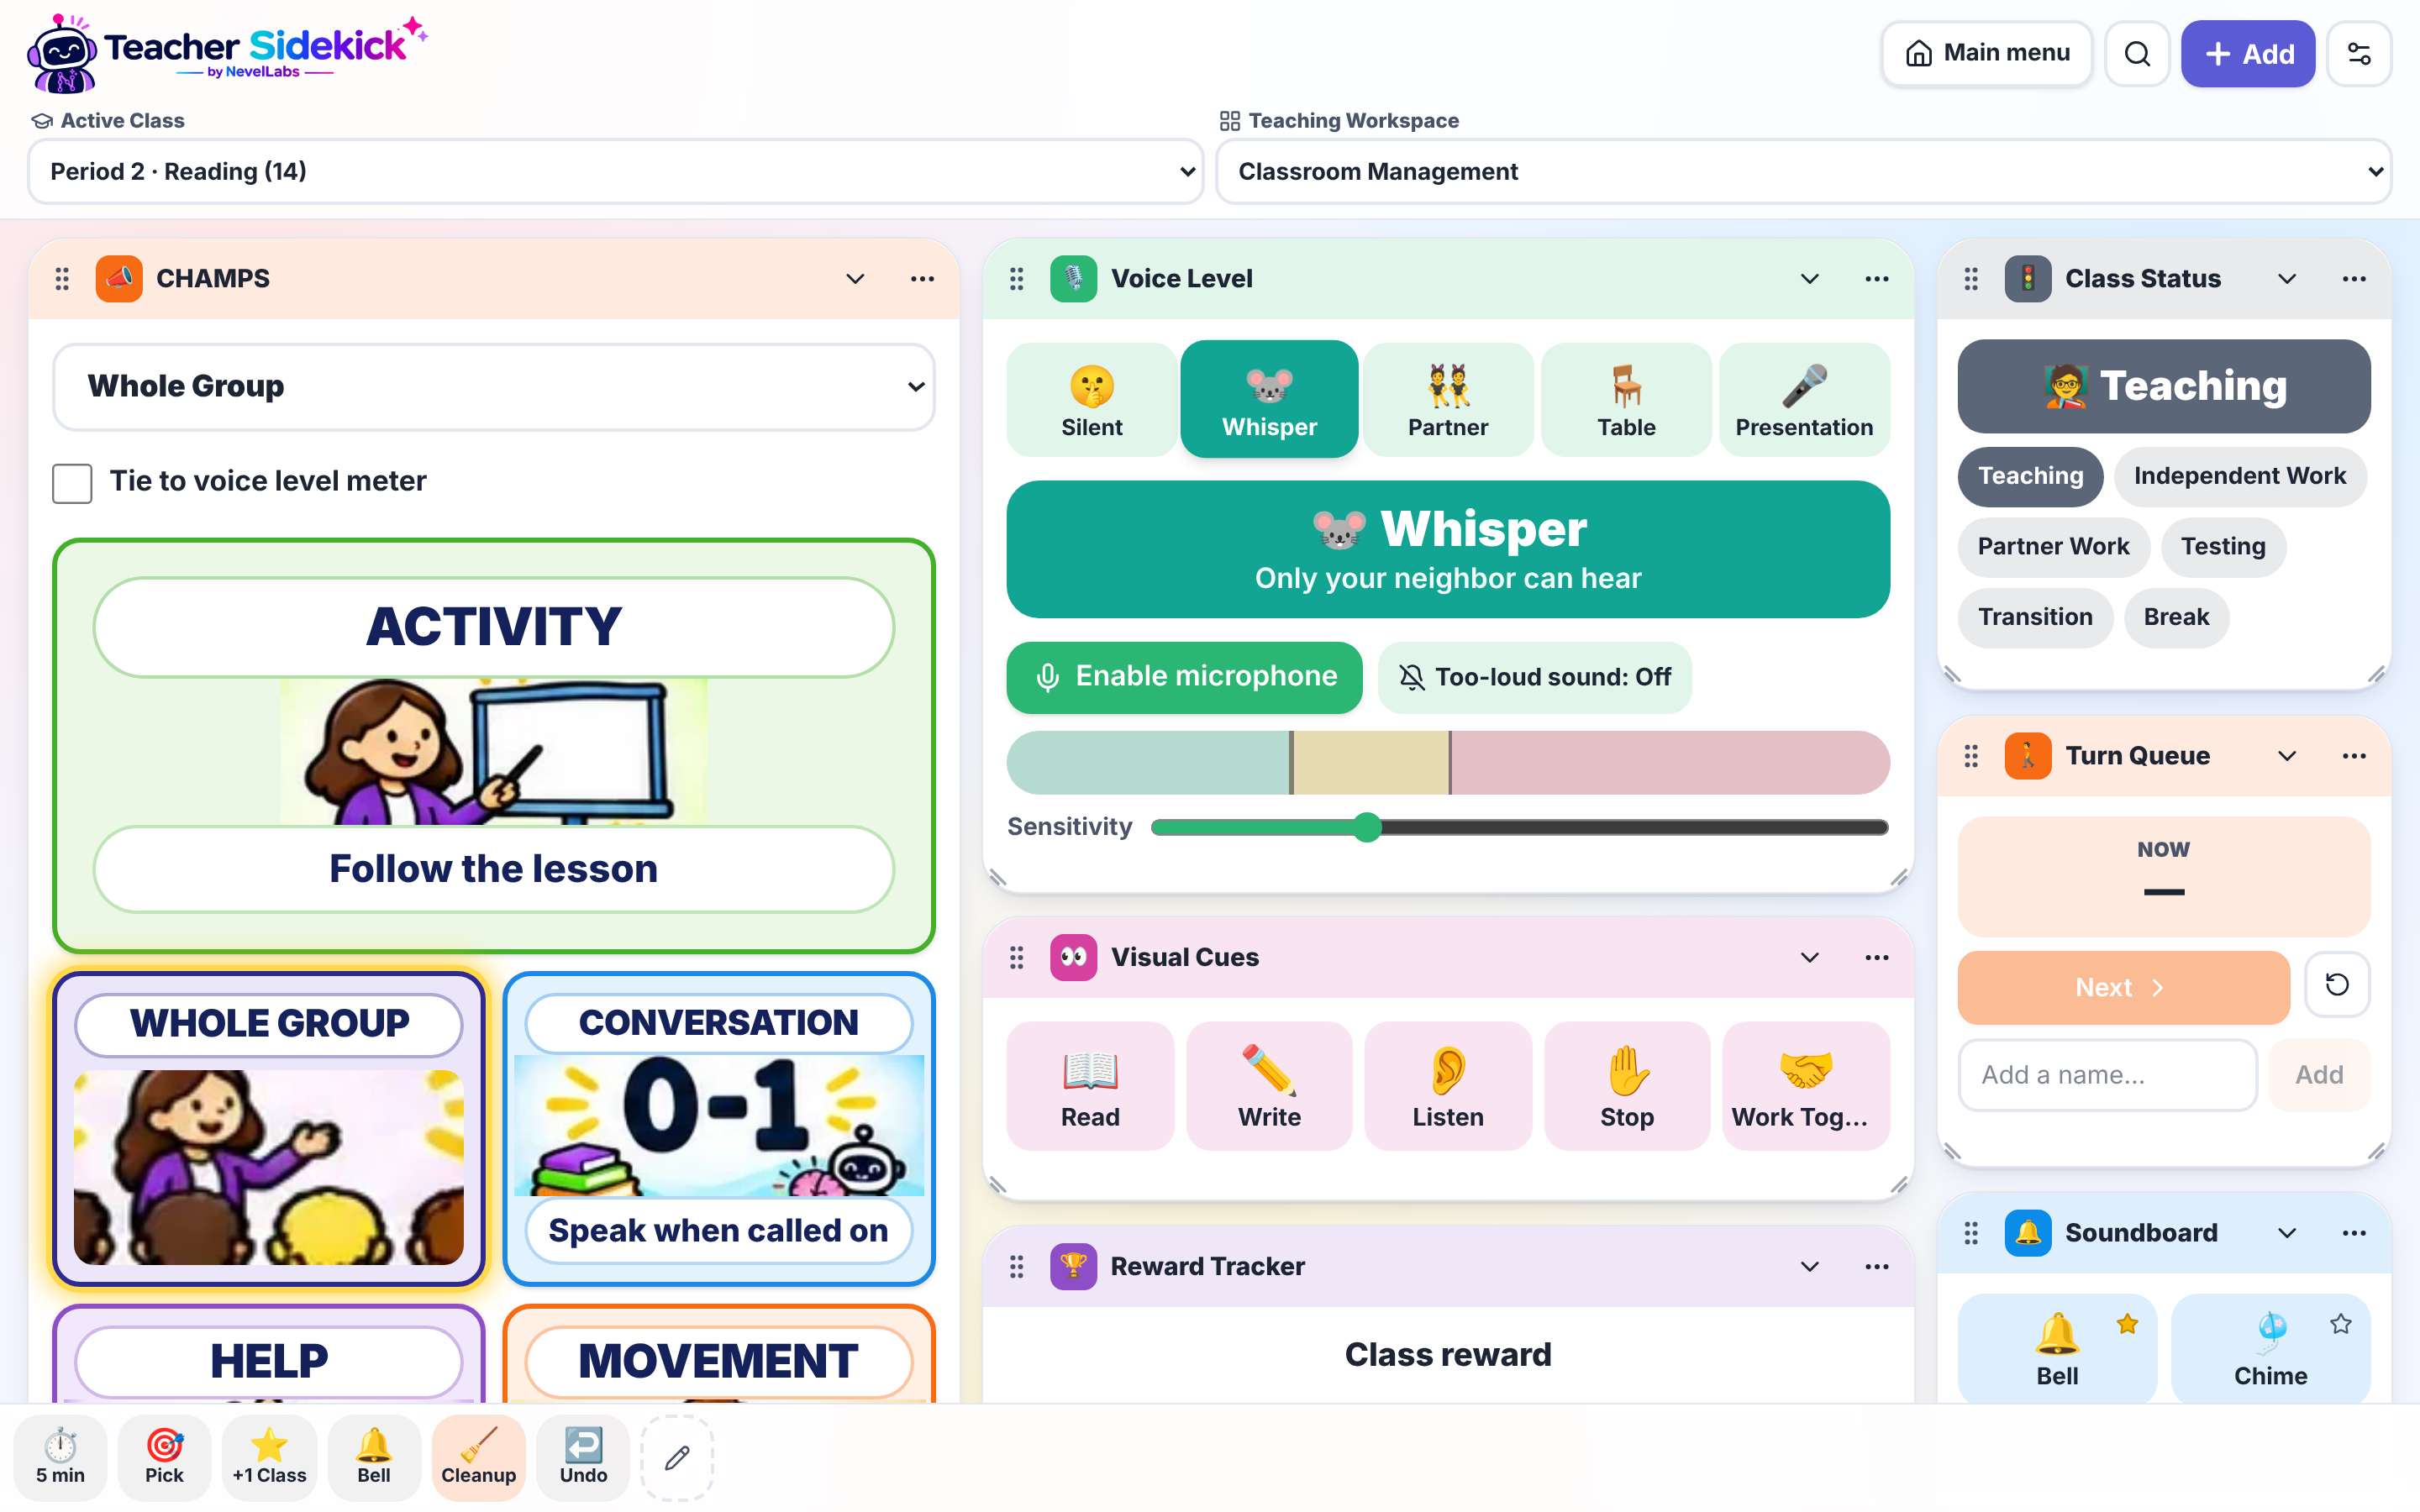 Teacher Sidekick
by NevelLabs
Main menu
Add
Active Class
Teaching Workspace
Period 2 · Reading (14)
Classroom Management
CHAMPS
Whole Group
Tie to voice level meter
ACTIVITY
Follow the lesson
WHOLE GROUP
CONVERSATION
0-1
Speak when called on
HELP
MOVEMENT
Voice Level
Silent
Whisper
Partner
Table
Presentation
Whisper
Only your neighbor can hear
Enable microphone
Too-loud sound: Off
Sensitivity
Visual Cues
Read
Write
Listen
Stop
Work Tog...
Reward Tracker
Class reward
Class Status
Teaching
Teaching
Independent Work
Partner Work
Testing
Transition
Break
Turn Queue
NOW
—
Next
Add a name...
Add
Soundboard
Bell
Chime
5 min
Pick
+1 Class
Bell
Cleanup
Undo